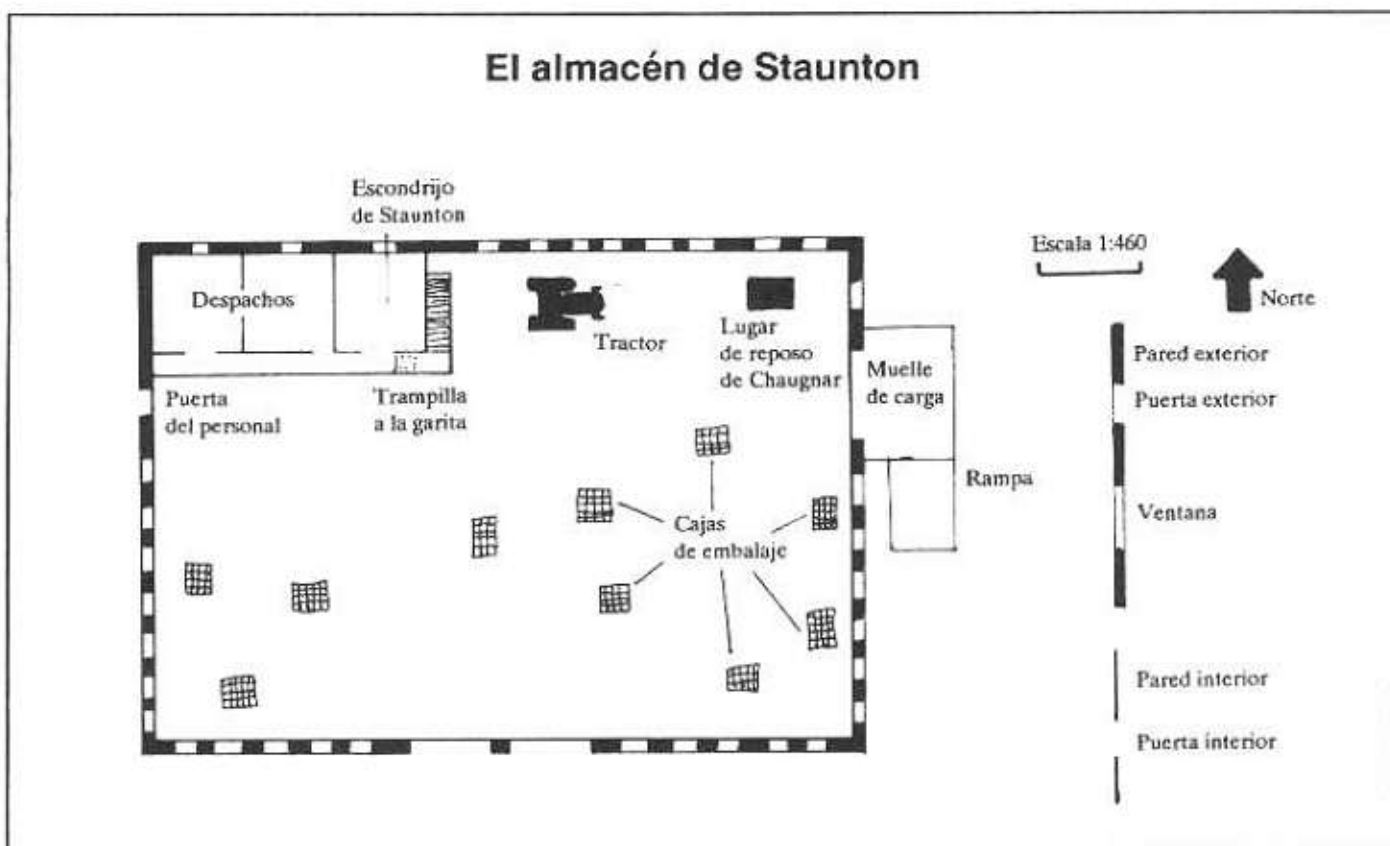 El almacén de Staunton
Escondrijo
de Staunton
Escala 1:460
Norte
Despachos
Tractor
Lugar
de reposo
de Chaugnar
Muelle
de carga
Pared exterior
Puerta
del personal
Trampilla
a la garita
Puerta exterior
Rampa
Cajas
de embalaje
Ventana
Pared interior
Puerta interior